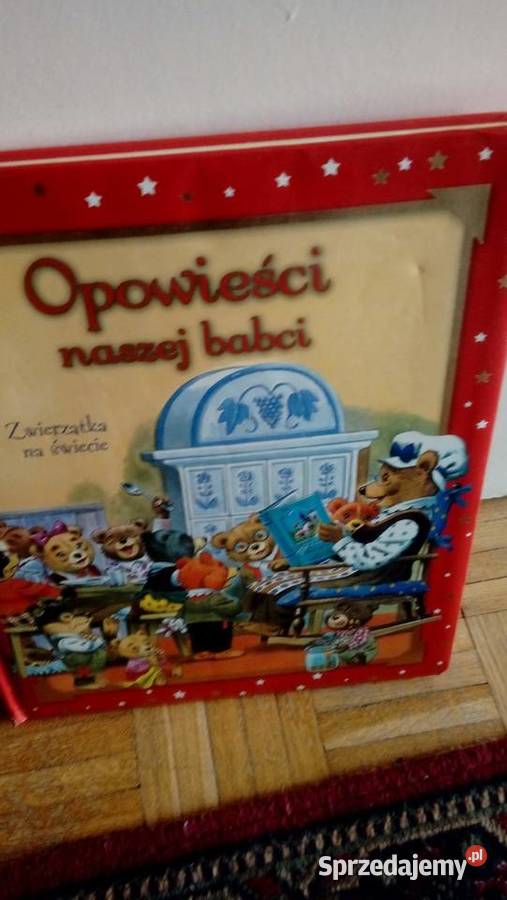 Opowieści
naszej babci
Zwierzątka
na świecie
Sprzedajemy.pl